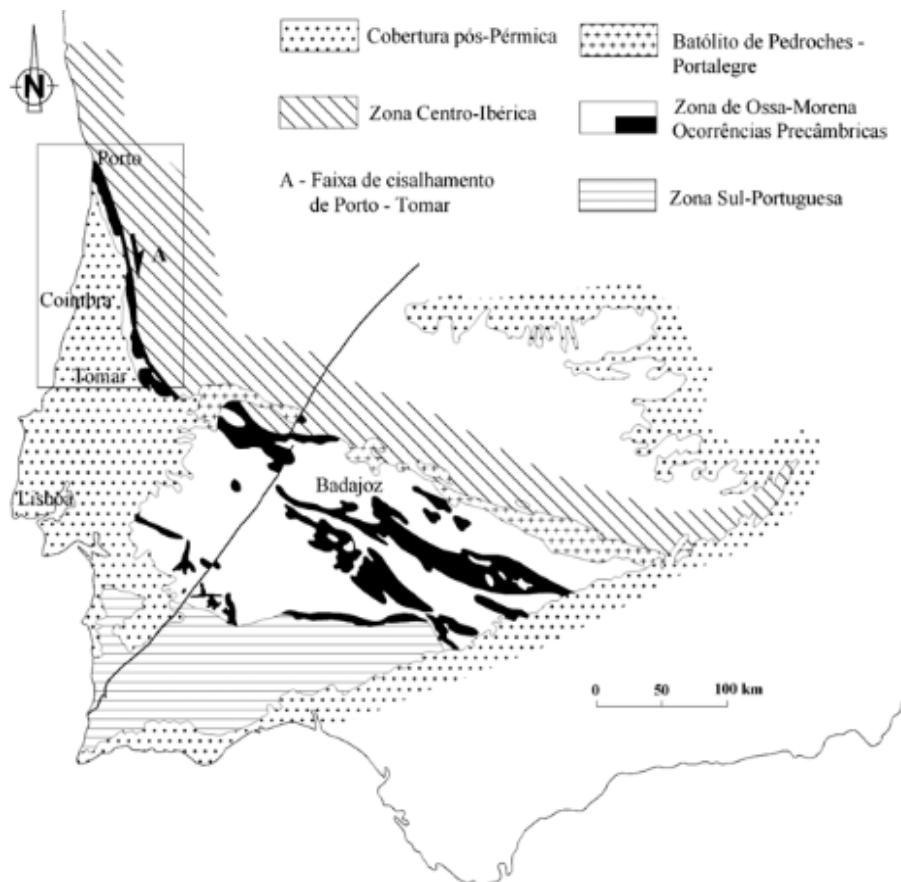 N
Cobertura pós-Pérmica
Batólito de Pedroches -
Portalegre
Zona Centro-Ibérica
Zona de Ossa-Morena
Ocorrências Precâmbricas
A - Faixa de cisalhamento
de Porto - Tomar
Zona Sul-Portuguesa
Porto
A
Coimbra
Tomar
Badajoz
Lisboa
0 50 100 km